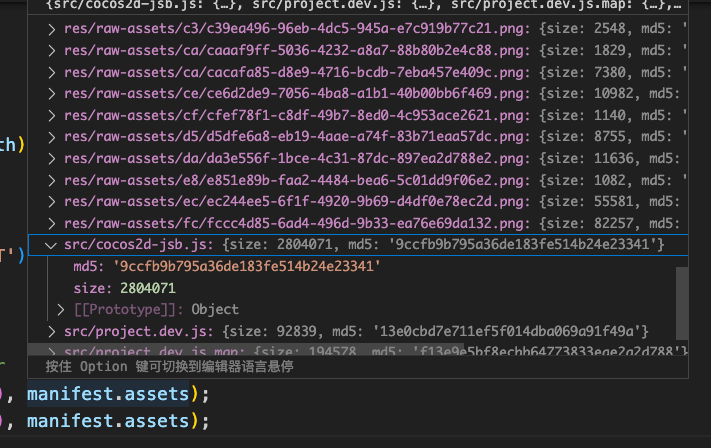 {src/cocos2d-jsb.js: {…}, src/project.dev.js: {…}, src/project.dev.js.map: {…},…
res/raw-assets/c3/c39ea496-96eb-4dc5-945a-e7c919b77c21.png: {size: 2548, md5: '
res/raw-assets/ca/caaaf9ff-5036-4232-a8a7-88b80b2e4c88.png: {size: 1829, md5: '
res/raw-assets/ca/cacafa85-d8e9-4716-bcdb-7eba457e409c.png: {size: 7380, md5: '
res/raw-assets/ce/ce6d2de9-7056-4ba8-a1b1-40b00bb6f469.png: {size: 10982, md5:
res/raw-assets/cf/cfef78f1-c8df-49b7-8ed0-4c953ace2621.png: {size: 1140, md5: '
res/raw-assets/d5/d5dfe6a8-eb19-4aae-a74f-83b71eaa57dc.png: {size: 8755, md5: '
res/raw-assets/da/da3e556f-1bce-4c31-87dc-897ea2d788e2.png: {size: 11636, md5:
res/raw-assets/e8/e851e89b-faa2-4484-bea6-5c01dd9f06e2.png: {size: 1082, md5: '
res/raw-assets/ec/ec244ee5-6f1f-4920-9b69-d4df0e78ec2d.png: {size: 55581, md5:
res/raw-assets/fc/fccc4d85-6ad4-496d-9b33-ea76e69da132.png: {size: 82257, md5:
th)
src/cocos2d-jsb.js: {size: 2804071, md5: '9ccfb9b795a36de183fe514b24e23341'}
T')
md5: '9ccfb9b795a36de183fe514b24e23341'
size: 2804071
[[Prototype]]: Object
src/project.dev.js: {size: 92839, md5: '13e0cbd7e711ef5f014dba069a91f49a'}
src/project.dev.js.map: {size: 194578, md5: 'f13e9e5bf8ecbb64773833eae2a2d788'}
按住 Option 键可切换到编辑器语言悬停
r
), manifest.assets);
), manifest.assets);